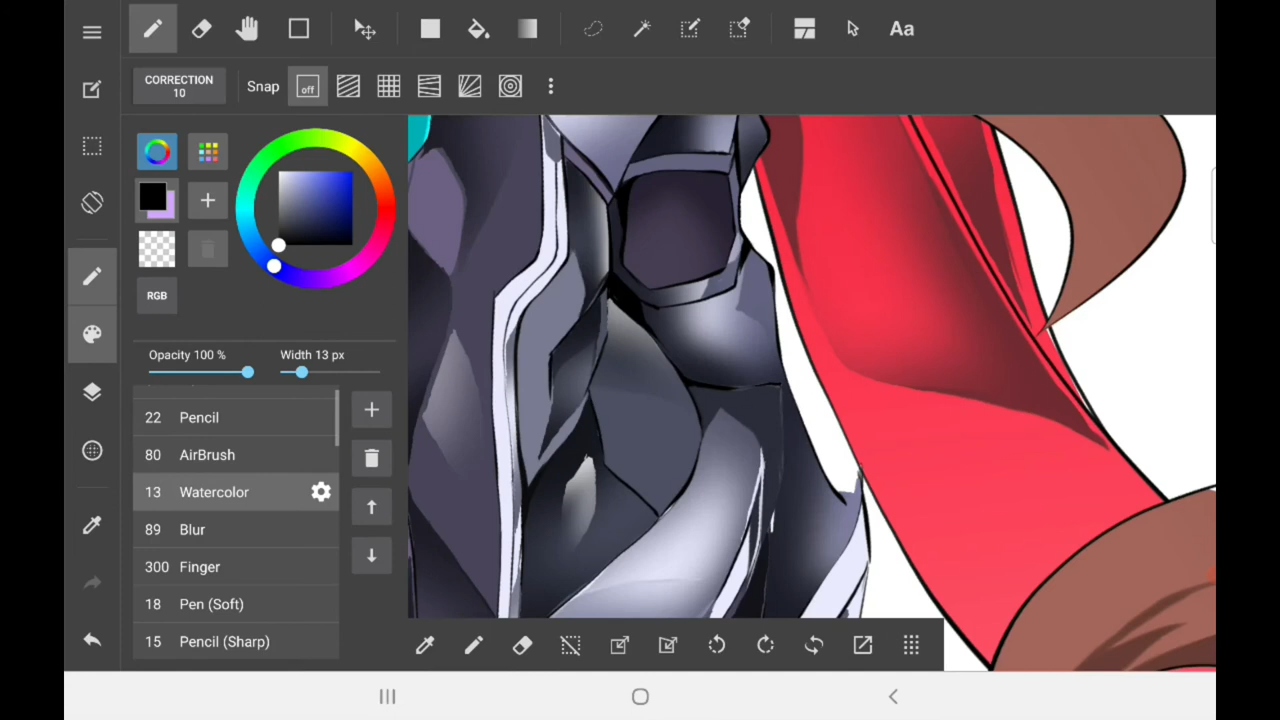 Aa
CORRECTION
10
Snap
off
RGB
Opacity 100 %
Width 13 px
22 Pencil
80 AirBrush
13 Watercolor
89 Blur
300 Finger
18 Pen (Soft)
15 Pencil (Sharp)